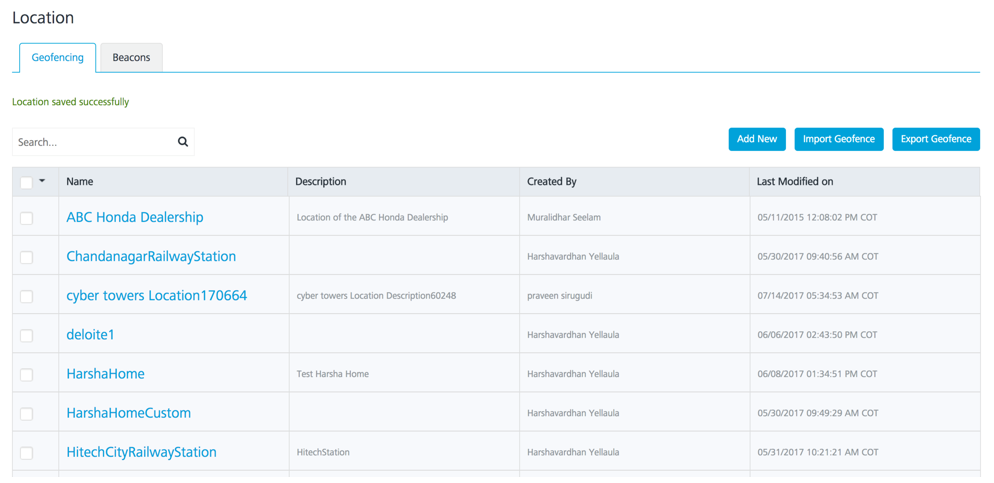 Location
Geofencing Beacons
Location saved successfully
Search... Add New Import Geofence Export Geofence
Name Description Created By Last Modified on
ABC Honda Dealership Location of the ABC Honda Dealership Muralidhar Seelam 05/11/2015 12:08:02 PM COT
ChandanagarRailwayStation Harshavardhan Yellaula 05/30/2017 09:40:56 AM COT
cyber towers Location170664 cyber towers Location Description60248 praveen sirugudi 07/14/2017 05:34:53 AM COT
deloite1 Harshavardhan Yellaula 06/06/2017 02:43:50 PM COT
HarshaHome Test Harsha Home Harshavardhan Yellaula 06/08/2017 01:34:51 PM COT
HarshaHomeCustom Harshavardhan Yellaula 05/30/2017 09:49:29 AM COT
HitechCityRailwayStation HitechStation Harshavardhan Yellaula 05/31/2017 10:21:21 AM COT